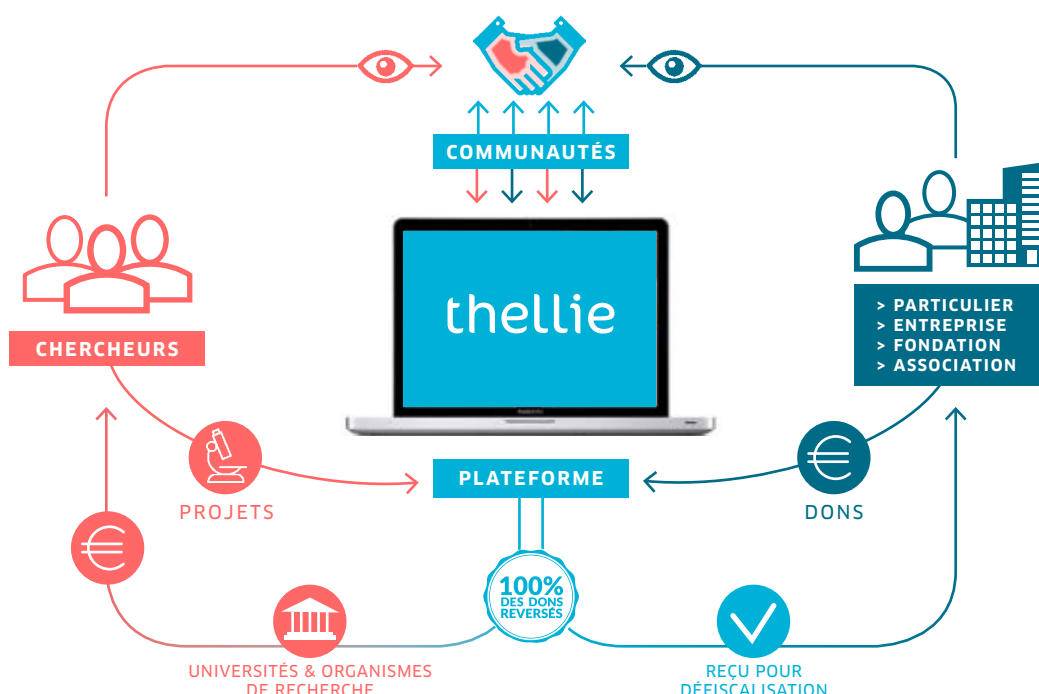 COMMUNAUTÉS
thellie
CHERCHEURS
> PARTICULIER
> ENTREPRISE
> FONDATION
> ASSOCIATION
PROJETS
PLATEFORME
DONS
100%
DES DONS
REVERSÉS
UNIVERSITÉS & ORGANISMES
DE RECHERCHE
REÇU POUR
DÉFISCALISATION